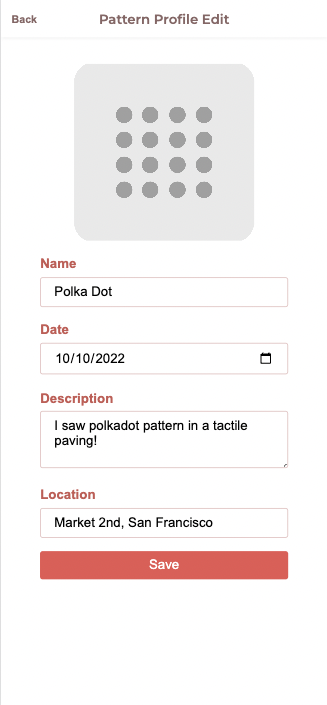 Back
Pattern Profile Edit
Name
Polka Dot
Date
10/10/2022
Description
I saw polkadot pattern in a tactile
paving!
Location
Market 2nd, San Francisco
Save